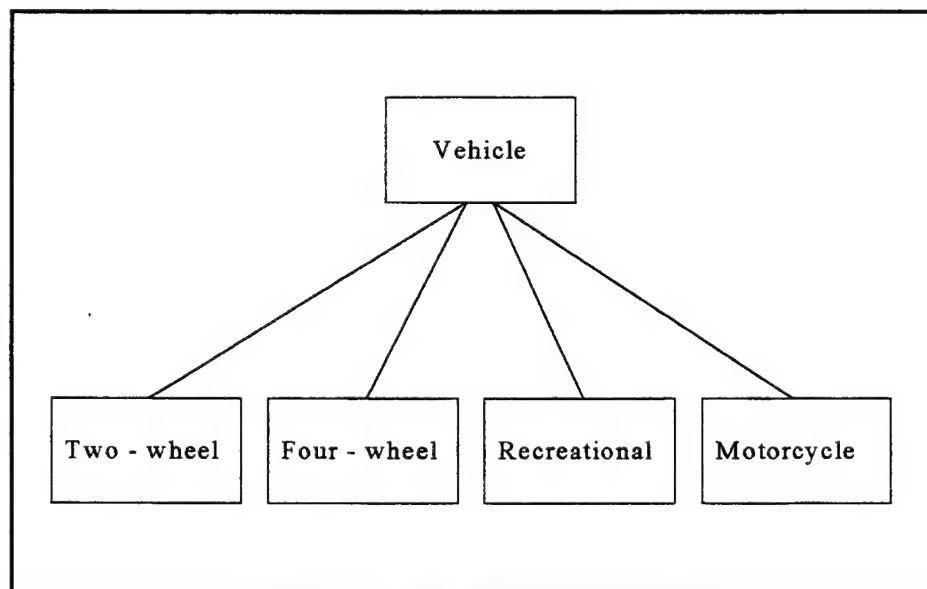 Vehicle
Two - wheel
Four - wheel
Recreational
Motorcycle